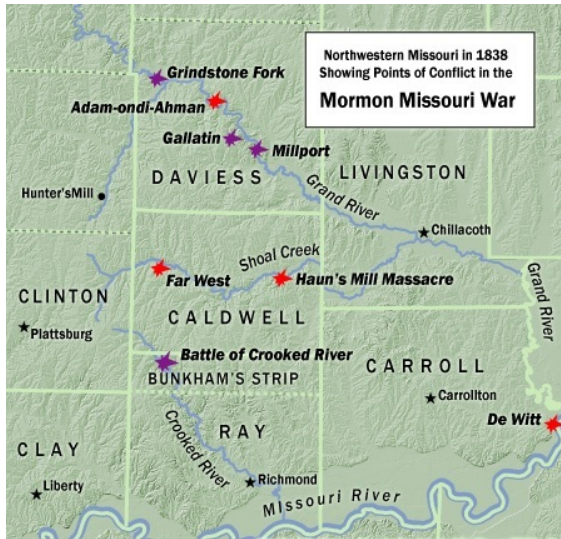 Northwestern Missouri in 1838
Showing Points of Conflict in the
Mormon Missouri War
Grindstone Fork
Adam-ondi-Ahman
Gallatin
Millport
LIVINGSTON
DAVIESS
Hunter'sMill
Grand River
Chillacoth
Shoal Creek
Far West
Haun's Mill Massacre
Grand River
CLINTON
CALDWELL
Plattsburg
Battle of Crooked River
CARROLL
BUNKHAM'S STRIP
Carrollton
De Witt
Crooked River
RAY
CLAY
Richmond
Liberty
Missouri River